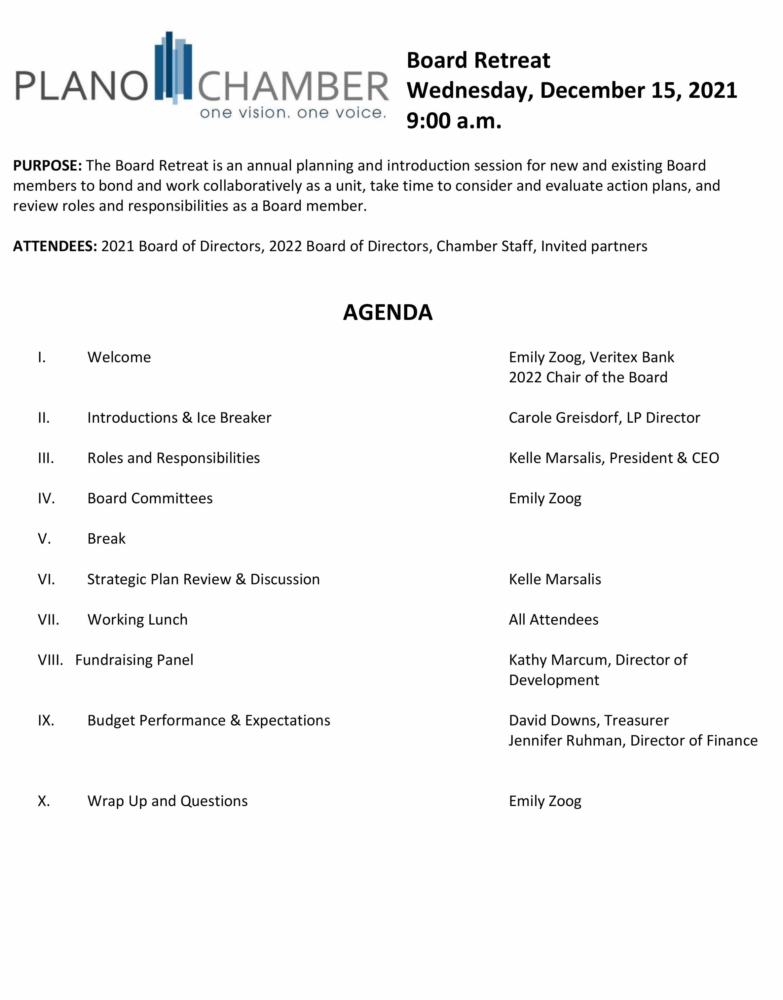 PLANO CHAMBER
one vision. one voice.
Board Retreat
Wednesday, December 15, 2021
9:00 a.m.
PURPOSE: The Board Retreat is an annual planning and introduction session for new and existing Board
members to bond and work collaboratively as a unit, take time to consider and evaluate action plans, and
review roles and responsibilities as a Board member.
ATTENDEES: 2021 Board of Directors, 2022 Board of Directors, Chamber Staff, Invited partners
AGENDA
I. Welcome Emily Zoog, Veritex Bank
2022 Chair of the Board
II. Introductions & Ice Breaker Carole Greisdorf, LP Director
III. Roles and Responsibilities Kelle Marsalis, President & CEO
IV. Board Committees Emily Zoog
V. Break
VI. Strategic Plan Review & Discussion Kelle Marsalis
VII. Working Lunch All Attendees
VIII. Fundraising Panel Kathy Marcum, Director of
Development
IX. Budget Performance & Expectations David Downs, Treasurer
Jennifer Ruhman, Director of Finance
X. Wrap Up and Questions Emily Zoog